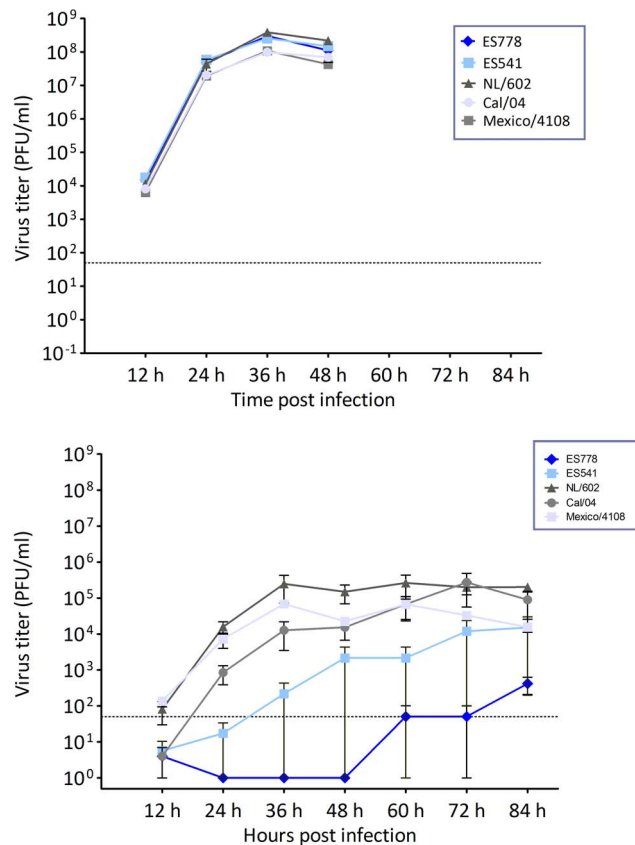 10⁹
10⁸
10⁷
10⁶
10⁵
10⁴
10³
10²
10¹
10⁰
10⁻¹
Virus titer (PFU/ml)
ES778
ES541
NL/602
Cal/04
Mexico/4108
12 h 24 h 36 h 48 h 60 h 72 h 84 h
Time post infection
10⁹
10⁸
10⁷
10⁶
10⁵
10⁴
10³
10²
10¹
10⁰
Virus titer (PFU/ml)
ES778
ES541
NL/602
Cal/04
Mexico/4108
12 h 24 h 36 h 48 h 60 h 72 h 84 h
Hours post infection